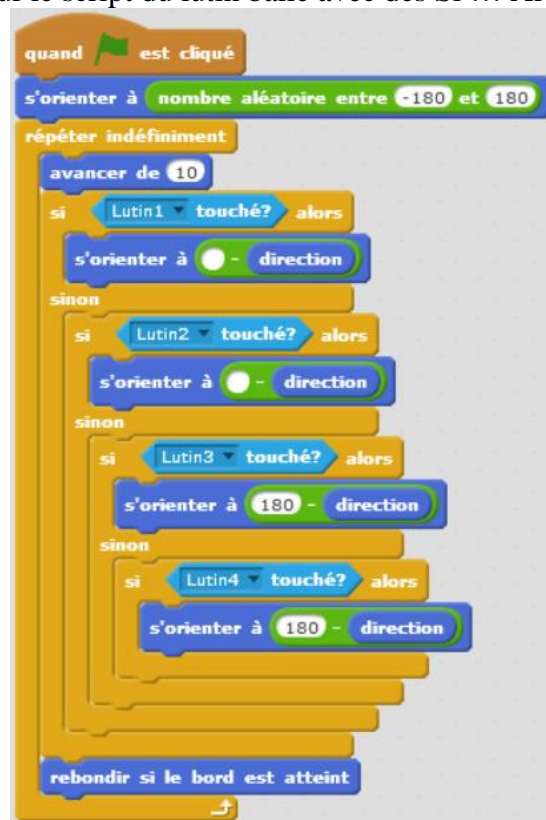 quand est cliqué
s'orienter à nombre aléatoire entre -180 et 180
répéter indéfiniment
avancer de 10
si Lutin1 touché? alors
s'orienter à - direction
sinon
si Lutin2 touché? alors
s'orienter à - direction
sinon
si Lutin3 touché? alors
s'orienter à 180 - direction
sinon
si Lutin4 touché? alors
s'orienter à 180 - direction
rebondir si le bord est atteint